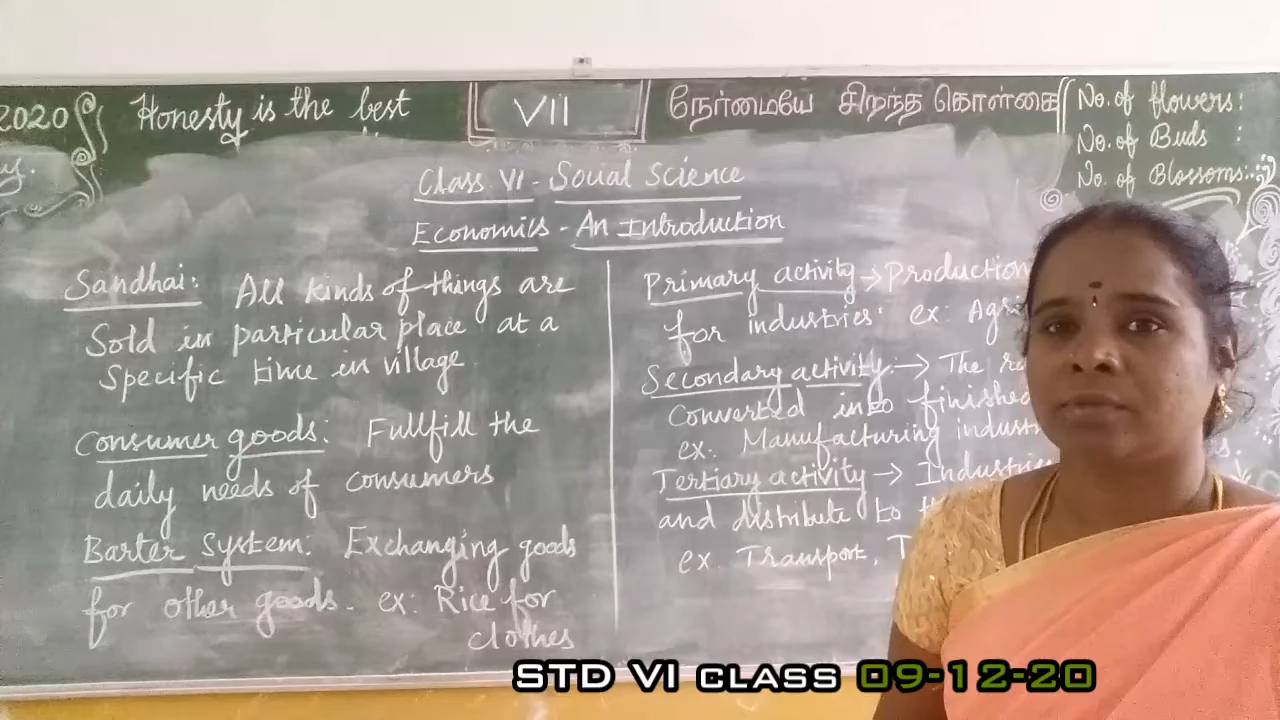 2020
Honesty is the best
VII
நேர்மையே சிறந்த கொள்கை
No. of flowers:
No. of Buds :
No. of Blossoms:
Class VI - Social Science
Economics - An Introduction
Sandhai: All kinds of things are
Sold in particular place at a
Specific time in village.
Consumer goods: Fullfill the
daily needs of consumers
Barter System: Exchanging goods
for other goods. ex: Rice for
clothes
Primary activity → Production
for industries. ex: Agri
Secondary activity: → The
Converted into finished
ex: Manufacturing
Tertiary activity →
and distribute to
ex. Transport,
STD VI CLASS 09-12-20